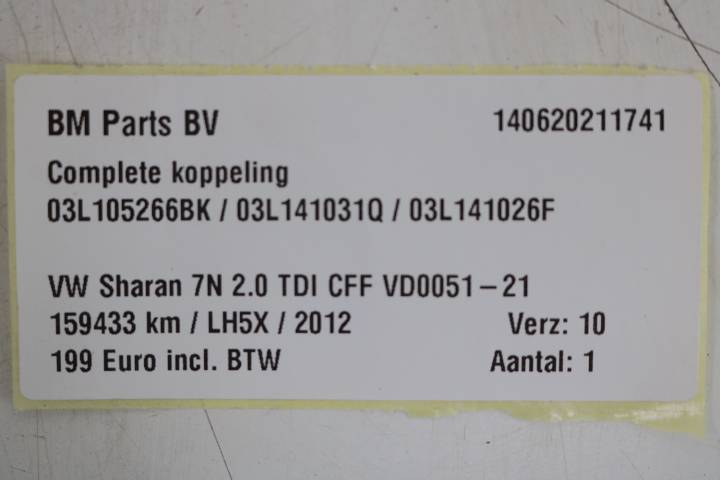 BM Parts BV 140620211741
Complete koppeling
03L105266BK / 03L141031Q / 03L141026F
VW Sharan 7N 2.0 TDI CFF VD0051-21
159433 km / LH5X / 2012 Verz: 10
199 Euro incl. BTW Aantal: 1